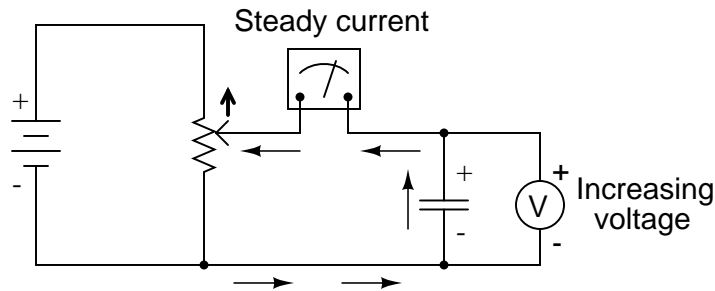 Steady current
+
-
+
-
V
+
-
Increasing
voltage